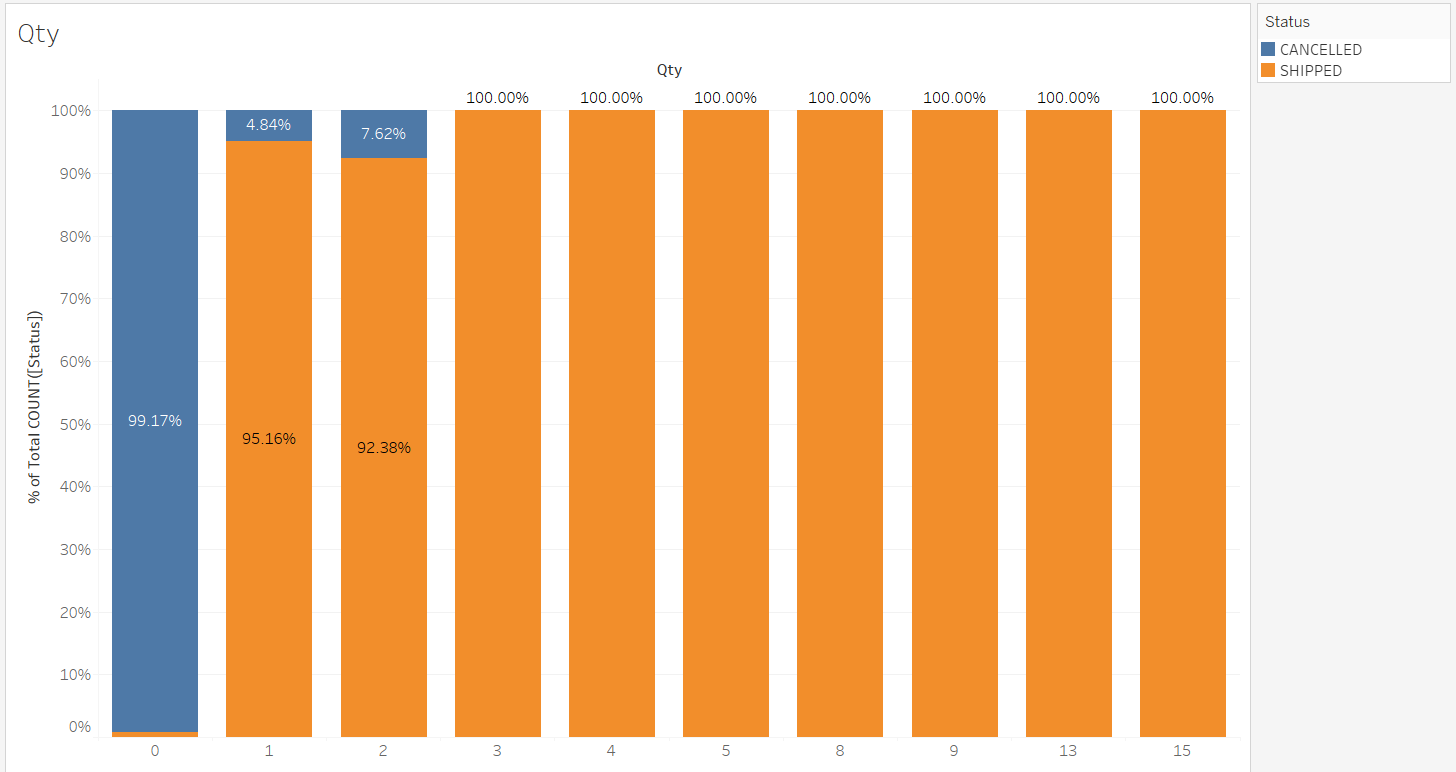 Qty
Qty
Status
CANCELLED
SHIPPED
100.00% 100.00% 100.00% 100.00% 100.00% 100.00% 100.00%
100%
90%
80%
70%
60%
50%
40%
30%
20%
10%
0%
% of Total COUNT([Status])
4.84%
7.62%
99.17%
95.16%
92.38%
0 1 2 3 4 5 8 9 13 15